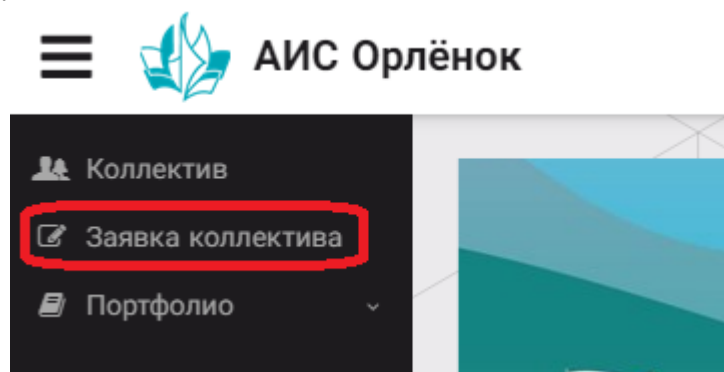 АИС Орлёнок
Коллектив
Заявка коллектива
Портфолио